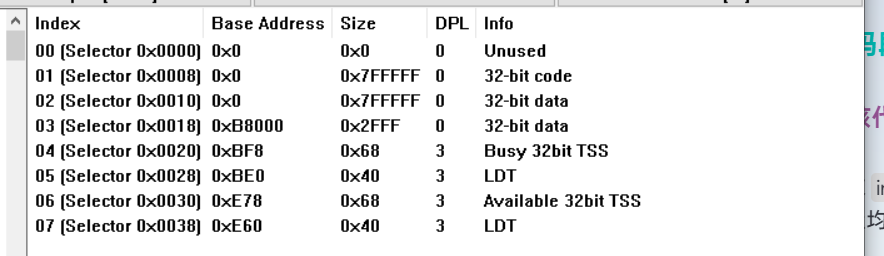 Index Base Address Size DPL Info
00 (Selector 0x0000) 0x0 0x0 0 Unused
01 (Selector 0x0008) 0x0 0x7FFFFF 0 32-bit code
02 (Selector 0x0010) 0x0 0x7FFFFF 0 32-bit data
03 (Selector 0x0018) 0xB8000 0x2FFF 0 32-bit data
04 (Selector 0x0020) 0xBF8 0x68 3 Busy 32bit TSS
05 (Selector 0x0028) 0xBE0 0x40 3 LDT
06 (Selector 0x0030) 0xE78 0x68 3 Available 32bit TSS
07 (Selector 0x0038) 0xE60 0x40 3 LDT
均